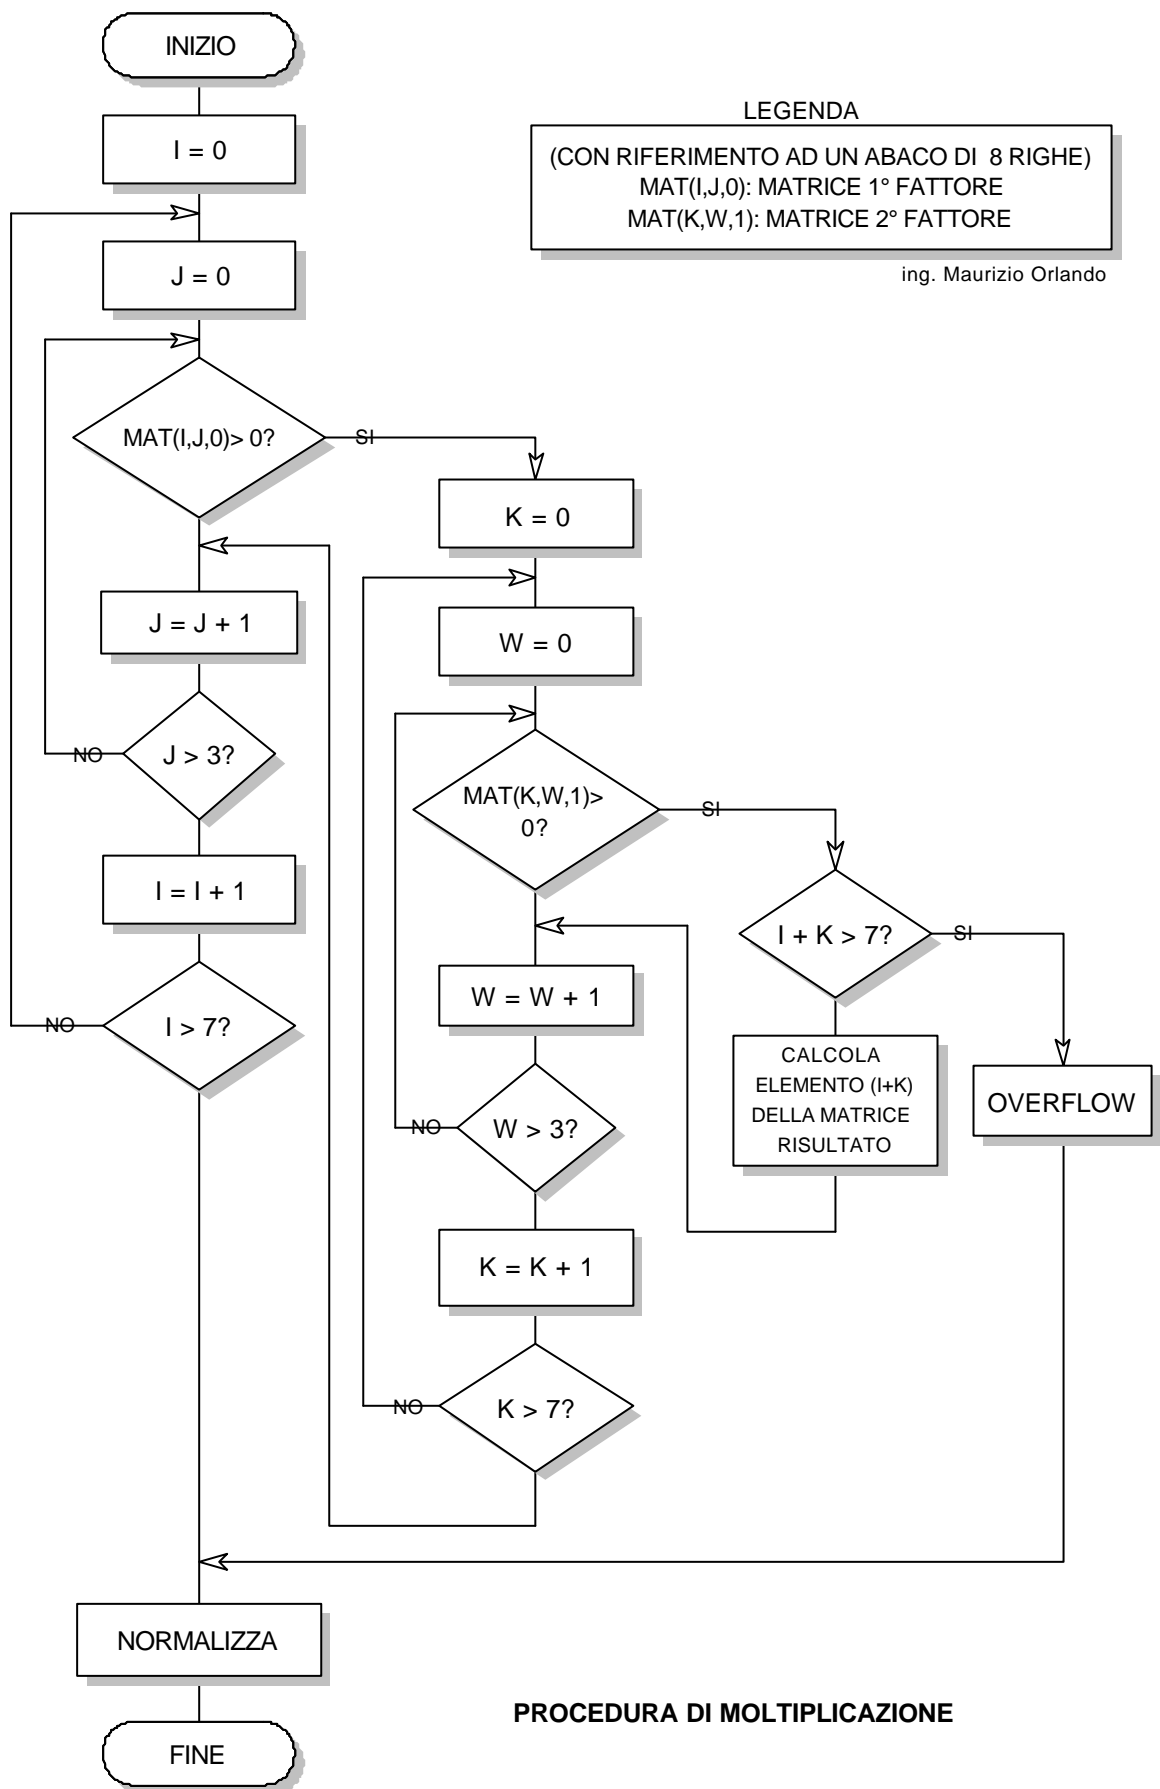 INIZIO
LEGENDA
I = 0
(CON RIFERIMENTO AD UN ABACO DI 8 RIGHE)
MAT(I,J,0): MATRICE 1° FATTORE
MAT(K,W,1): MATRICE 2° FATTORE
J = 0
ing. Maurizio Orlando
MAT(I,J,0)> 0?
SI
K = 0
J = J + 1
W = 0
J > 3?
NO
MAT(K,W,1)>
0?
SI
I = I + 1
I + K > 7?
SI
W = W + 1
I > 7?
NO
CALCOLA
ELEMENTO (I+K)
DELLA MATRICE
RISULTATO
OVERFLOW
W > 3?
NO
K = K + 1
K > 7?
NO
NORMALIZZA
PROCEDURA DI MOLTIPLICAZIONE
FINE